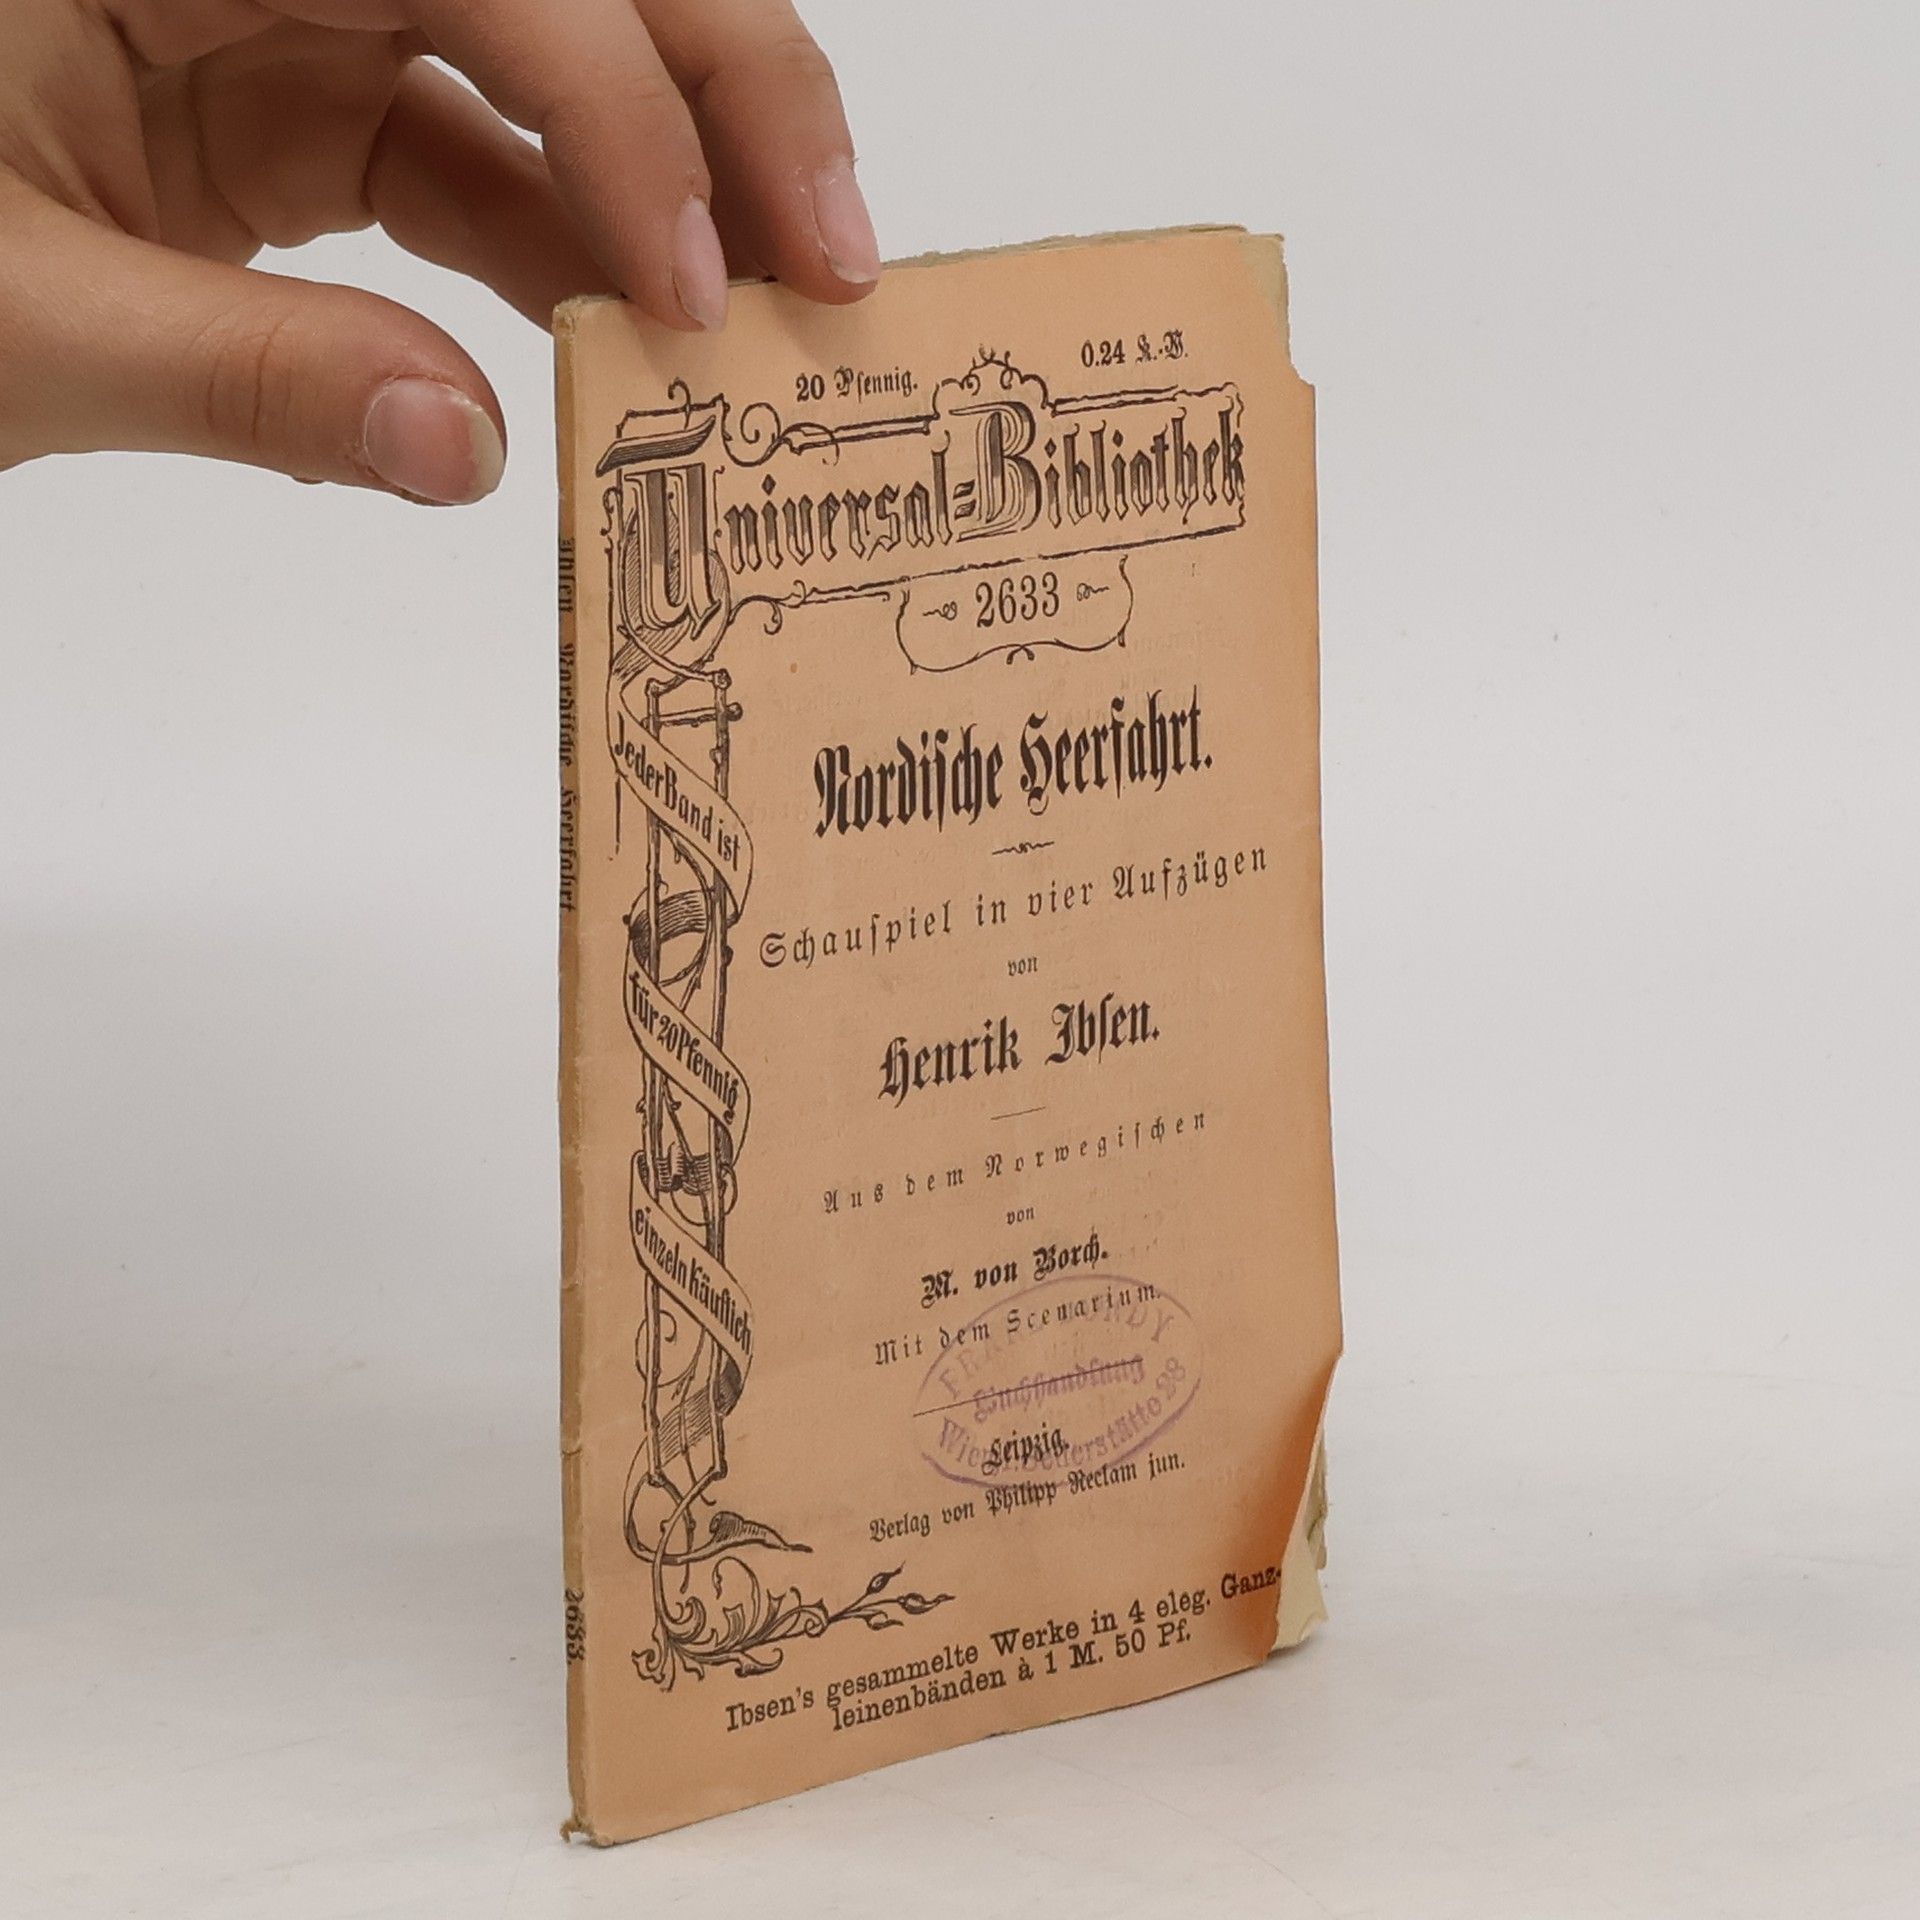 20 Pfennig. 0.24 K.-W.
Universal=Bibliothek
2633
Jeder Band ist
für 20 Pfennig
einzeln käuflich
Nordische Heerfahrt.
Schauspiel in vier Aufzügen
von
Henrik Ibsen.
Aus dem Norwegischen
von
M. von Borch.
Mit dem Scenarium.
Buchhandlung
Leipzig.
Verlag von Philipp Reclam jun.
Ibsen's gesammelte Werke in 4 eleg. Ganz-
leinenbänden à 1 M. 50 Pf.
Ibsen Nordische Heerfahrt
2633.